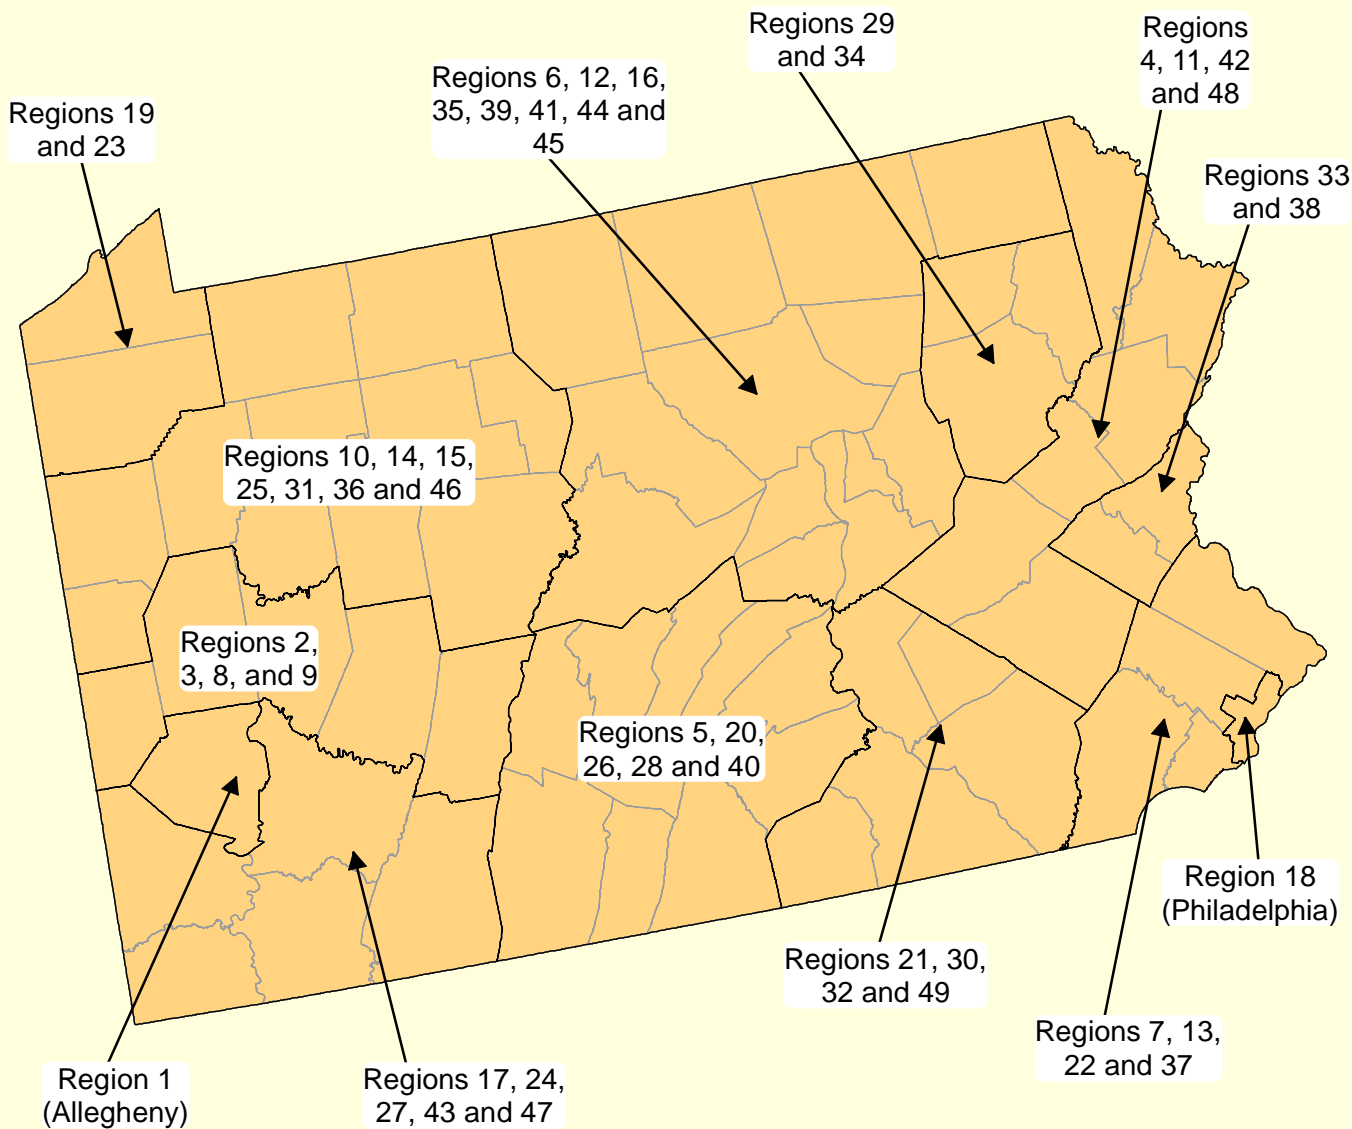 Regions 29
and 34
Regions
4, 11, 42
and 48
Regions 6, 12, 16,
35, 39, 41, 44 and
45
Regions 19
and 23
Regions 33
and 38
Regions 10, 14, 15,
25, 31, 36 and 46
Regions 2,
3, 8, and 9
Regions 5, 20,
26, 28 and 40
Region 18
(Philadelphia)
Regions 21, 30,
32 and 49
Regions 7, 13,
22 and 37
Region 1
(Allegheny)
Regions 17, 24,
27, 43 and 47